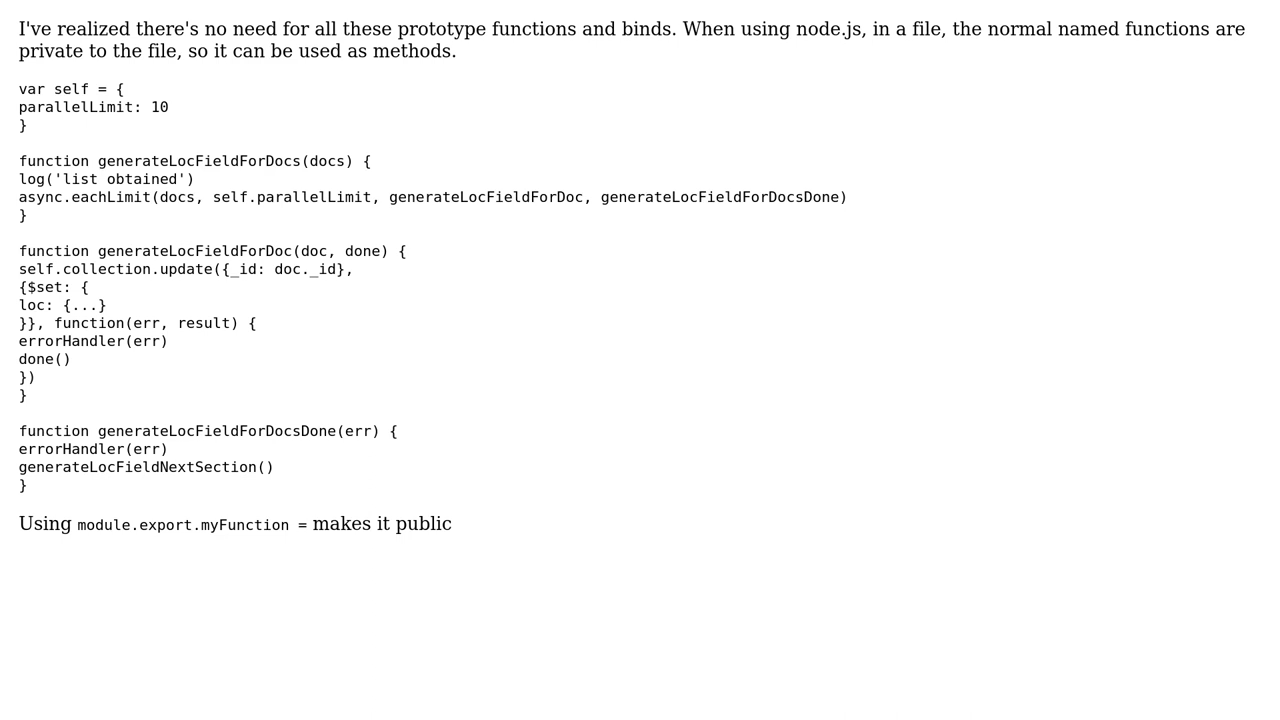 I've realized there's no need for all these prototype functions and binds. When using node.js, in a file, the normal named functions are
private to the file, so it can be used as methods.
var self = {
parallelLimit: 10
}
function generateLocFieldForDocs(docs) {
log('list obtained')
async.eachLimit(docs, self.parallelLimit, generateLocFieldForDoc, generateLocFieldForDocsDone)
}
function generateLocFieldForDoc(doc, done) {
self.collection.update({_id: doc._id},
{$set: {
loc: {...}
}}, function(err, result) {
errorHandler(err)
done()
})
}
function generateLocFieldForDocsDone(err) {
errorHandler(err)
generateLocFieldNextSection()
}
Using module.export.myFunction = makes it public